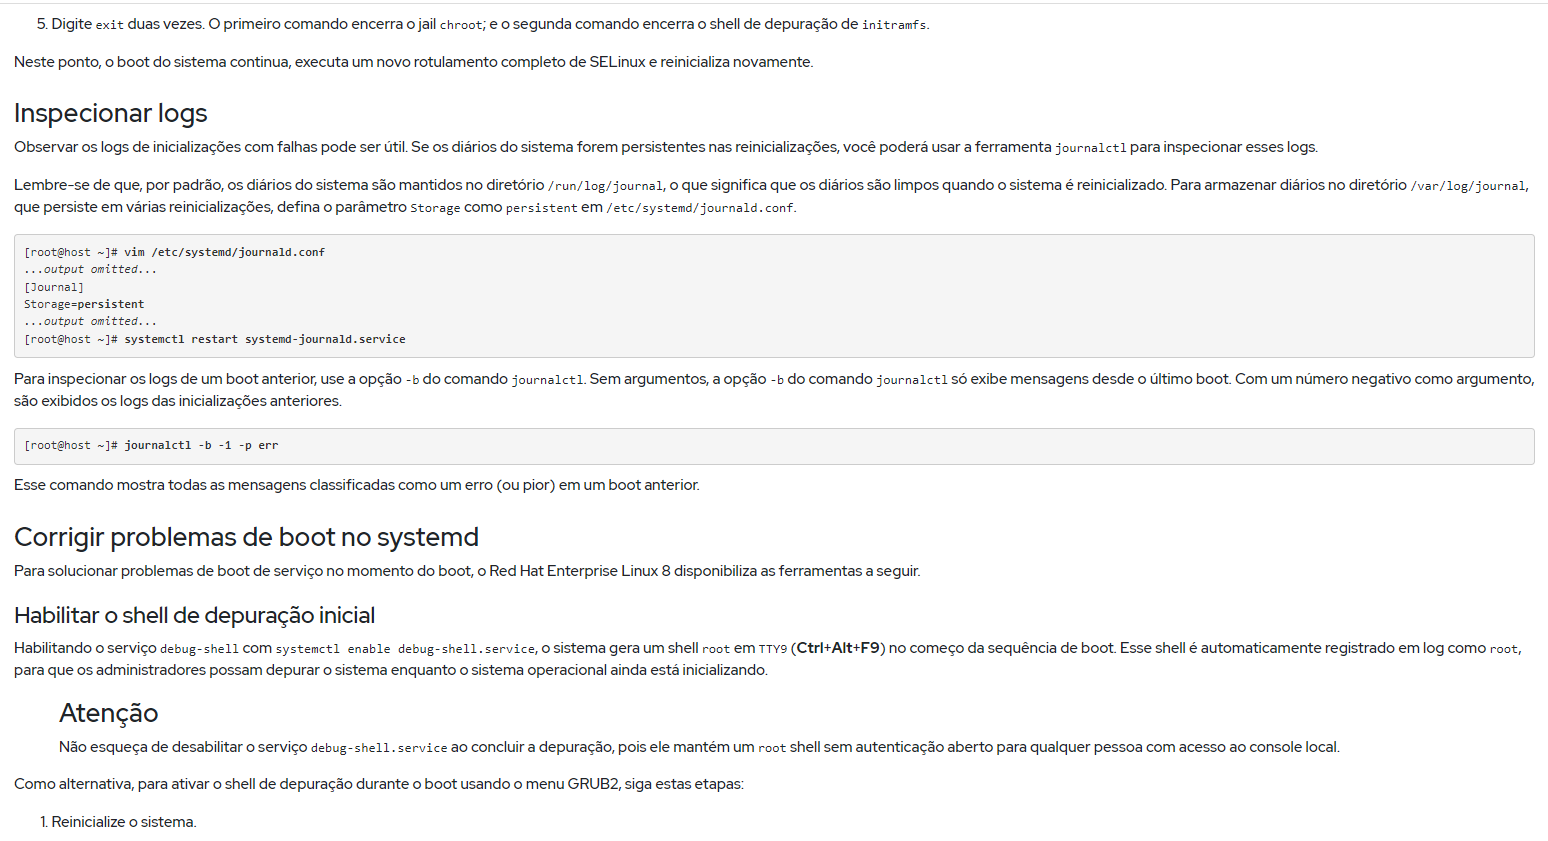 5. Digite exit duas vezes. O primeiro comando encerra o jail chroot; e o segunda comando encerra o shell de depuração de initramfs.
Neste ponto, o boot do sistema continua, executa um novo rotulamento completo de SELinux e reinicializa novamente.
Inspecionar logs
Observar os logs de inicializações com falhas pode ser útil. Se os diários do sistema forem persistentes nas reinicializações, você poderá usar a ferramenta journalctl para inspecionar esses logs.
Lembre-se de que, por padrão, os diários do sistema são mantidos no diretório /run/log/journal, o que significa que os diários são limpos quando o sistema é reinicializado. Para armazenar diários no diretório /var/log/journal,
que persiste em várias reinicializações, defina o parâmetro Storage como persistent em /etc/systemd/journald.conf.
[root@host ~]# vim /etc/systemd/journald.conf
...output omitted...
[Journal]
Storage=persistent
...output omitted...
[root@host ~]# systemctl restart systemd-journald.service
Para inspecionar os logs de um boot anterior, use a opção -b do comando journalctl. Sem argumentos, a opção -b do comando journalctl só exibe mensagens desde o último boot. Com um número negativo como argumento,
são exibidos os logs das inicializações anteriores.
[root@host ~]# journalctl -b -1 -p err
Esse comando mostra todas as mensagens classificadas como um erro (ou pior) em um boot anterior.
Corrigir problemas de boot no systemd
Para solucionar problemas de boot de serviço no momento do boot, o Red Hat Enterprise Linux 8 disponibiliza as ferramentas a seguir.
Habilitar o shell de depuração inicial
Habilitando o serviço debug-shell com systemctl enable debug-shell.service, o sistema gera um shell root em TTY9 (Ctrl+Alt+F9) no começo da sequência de boot. Esse shell é automaticamente registrado em log como root,
para que os administradores possam depurar o sistema enquanto o sistema operacional ainda está inicializando.
Atenção
Não esqueça de desabilitar o serviço debug-shell.service ao concluir a depuração, pois ele mantém um root shell sem autenticação aberto para qualquer pessoa com acesso ao console local.
Como alternativa, para ativar o shell de depuração durante o boot usando o menu GRUB2, siga estas etapas:
1. Reinicialize o sistema.